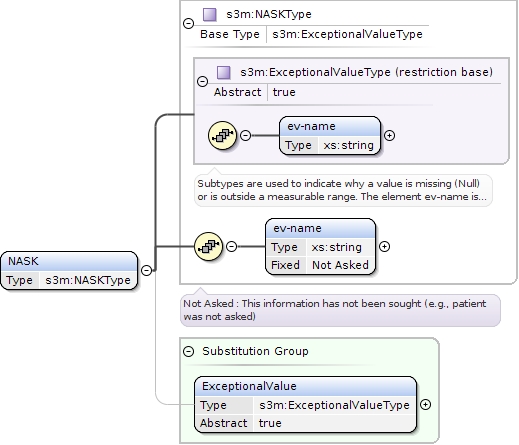 s3m:NASKType
Base Type s3m:ExceptionalValueType
s3m:ExceptionalValueType (restriction base)
Abstract true
ev-name
Type xs:string
Subtypes are used to indicate why a value is missing (Null)
or is outside a measurable range. The element ev-name is...
ev-name
Type xs:string
Fixed Not Asked
NASK
Type s3m:NASKType
Not Asked : This information has not been sought (e.g., patient
was not asked)
Substitution Group
ExceptionalValue
Type s3m:ExceptionalValueType
Abstract true